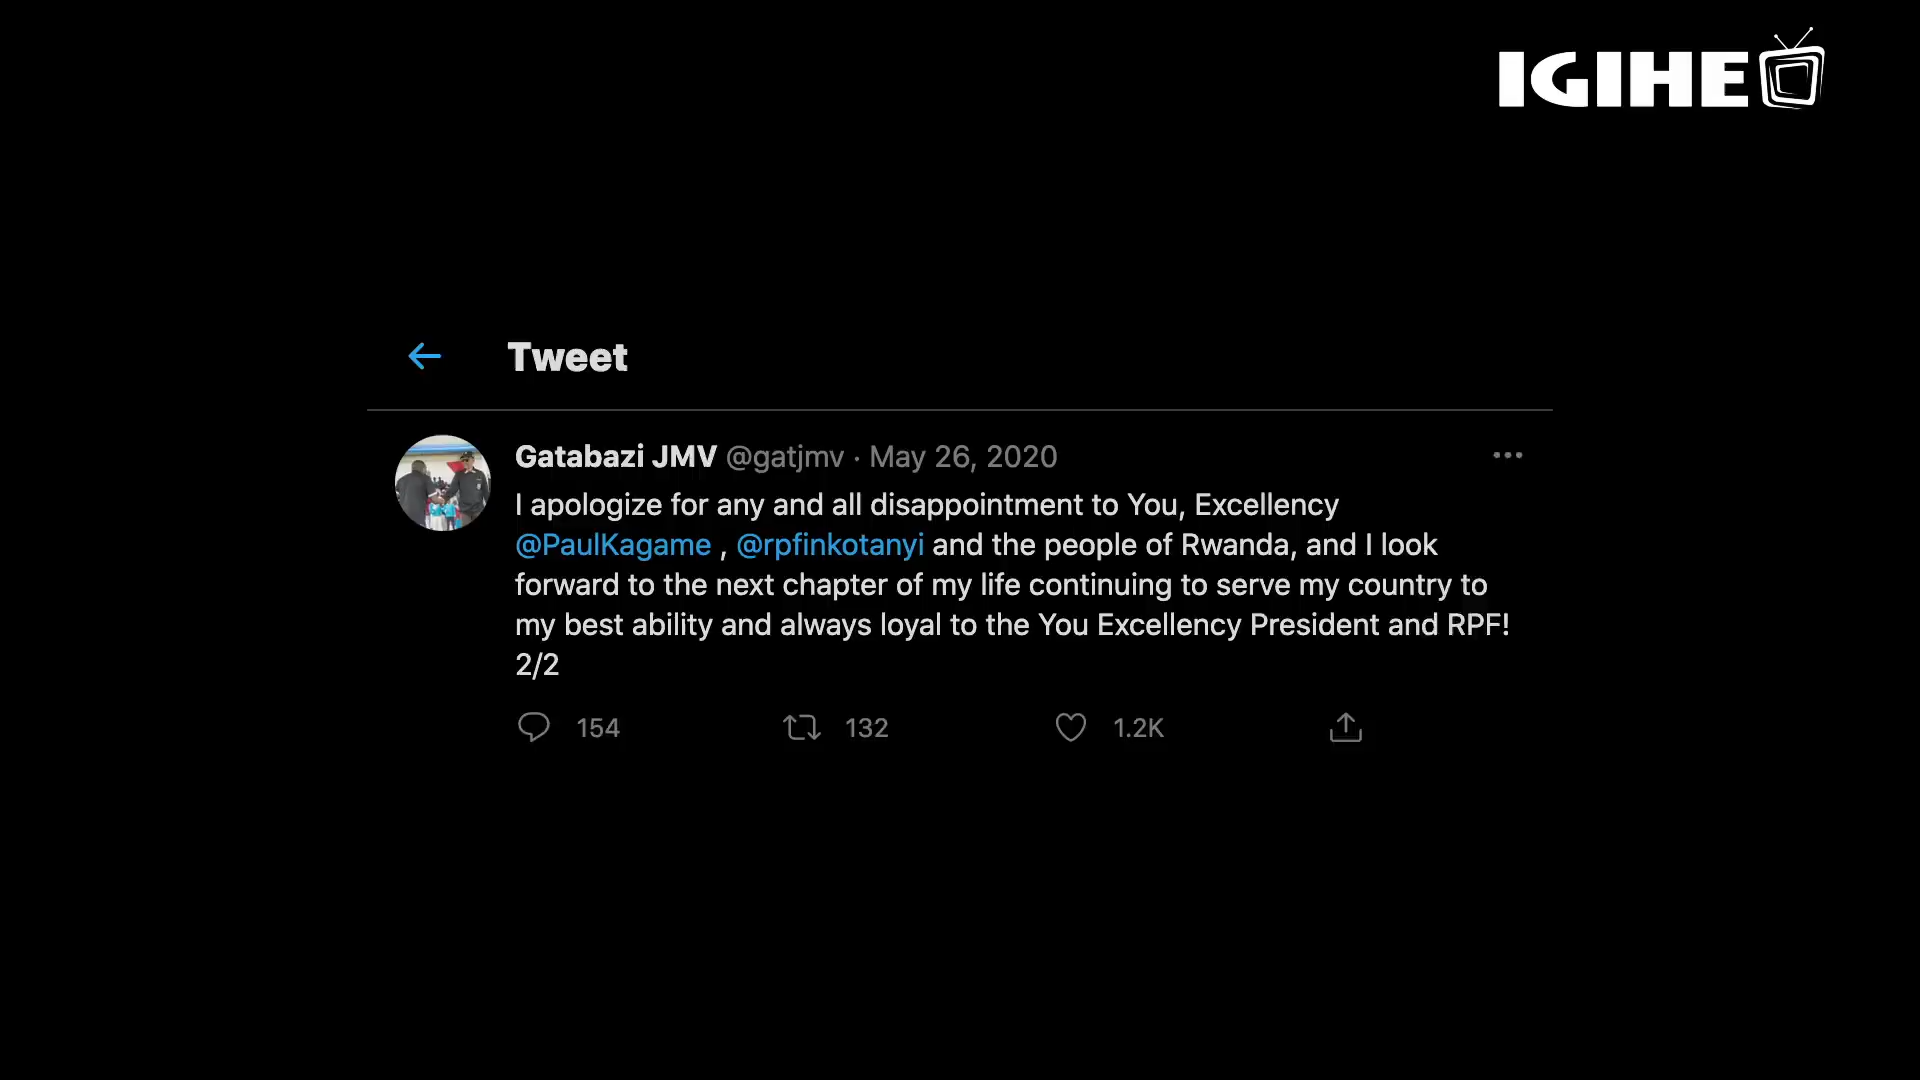 IGIHE
Tweet
Gatabazi JMV @gatjmv · May 26, 2020
I apologize for any and all disappointment to You, Excellency
@PaulKagame , @rpfinkotanyi and the people of Rwanda, and I look
forward to the next chapter of my life continuing to serve my country to
my best ability and always loyal to the You Excellency President and RPF!
2/2
154 132 1.2K